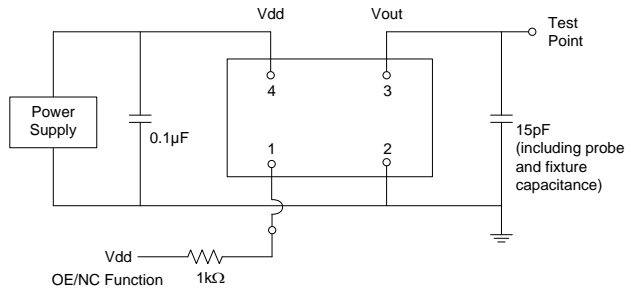 Vdd
Vout
Test
Point
4
3
Power
Supply
0.1µF
1
2
15pF
(including probe
and fixture
capacitance)
Vdd
OE/NC Function
1kΩ